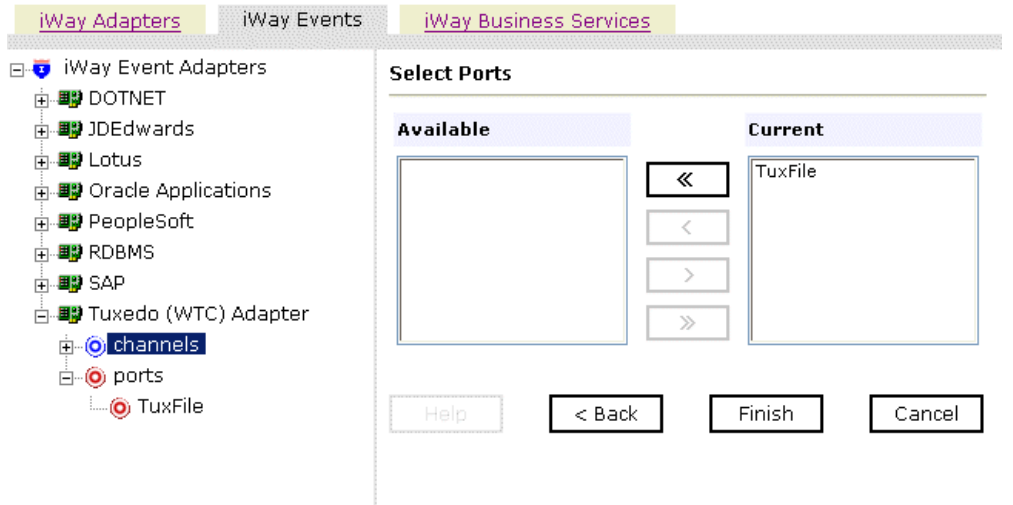 iWay Adapters iWay Events iWay Business Services
iWay Event Adapters
DOTNET
JDEdwards
Lotus
Oracle Applications
PeopleSoft
RDBMS
SAP
Tuxedo (WTC) Adapter
channels
ports
TuxFile
Select Ports
Available Current
TuxFile
<<
<
>
>>
Help < Back Finish Cancel